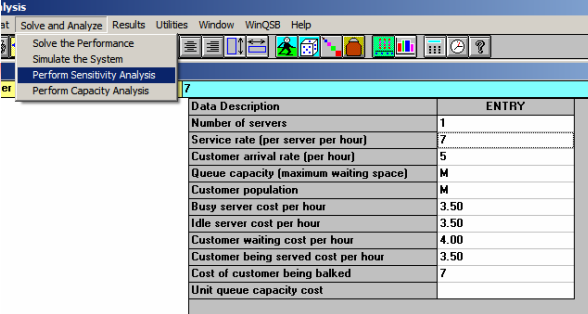 alysis
at Solve and Analyze Results Utilities Window WinQSB Help
Solve the Performance
Simulate the System
Perform Sensitivity Analysis
Perform Capacity Analysis
er 7
Data Description ENTRY
Number of servers 1
Service rate (per server per hour) 7
Customer arrival rate (per hour) 5
Queue capacity (maximum waiting space) M
Customer population M
Busy server cost per hour 3.50
Idle server cost per hour 3.50
Customer waiting cost per hour 4.00
Customer being served cost per hour 3.50
Cost of customer being balked 7
Unit queue capacity cost